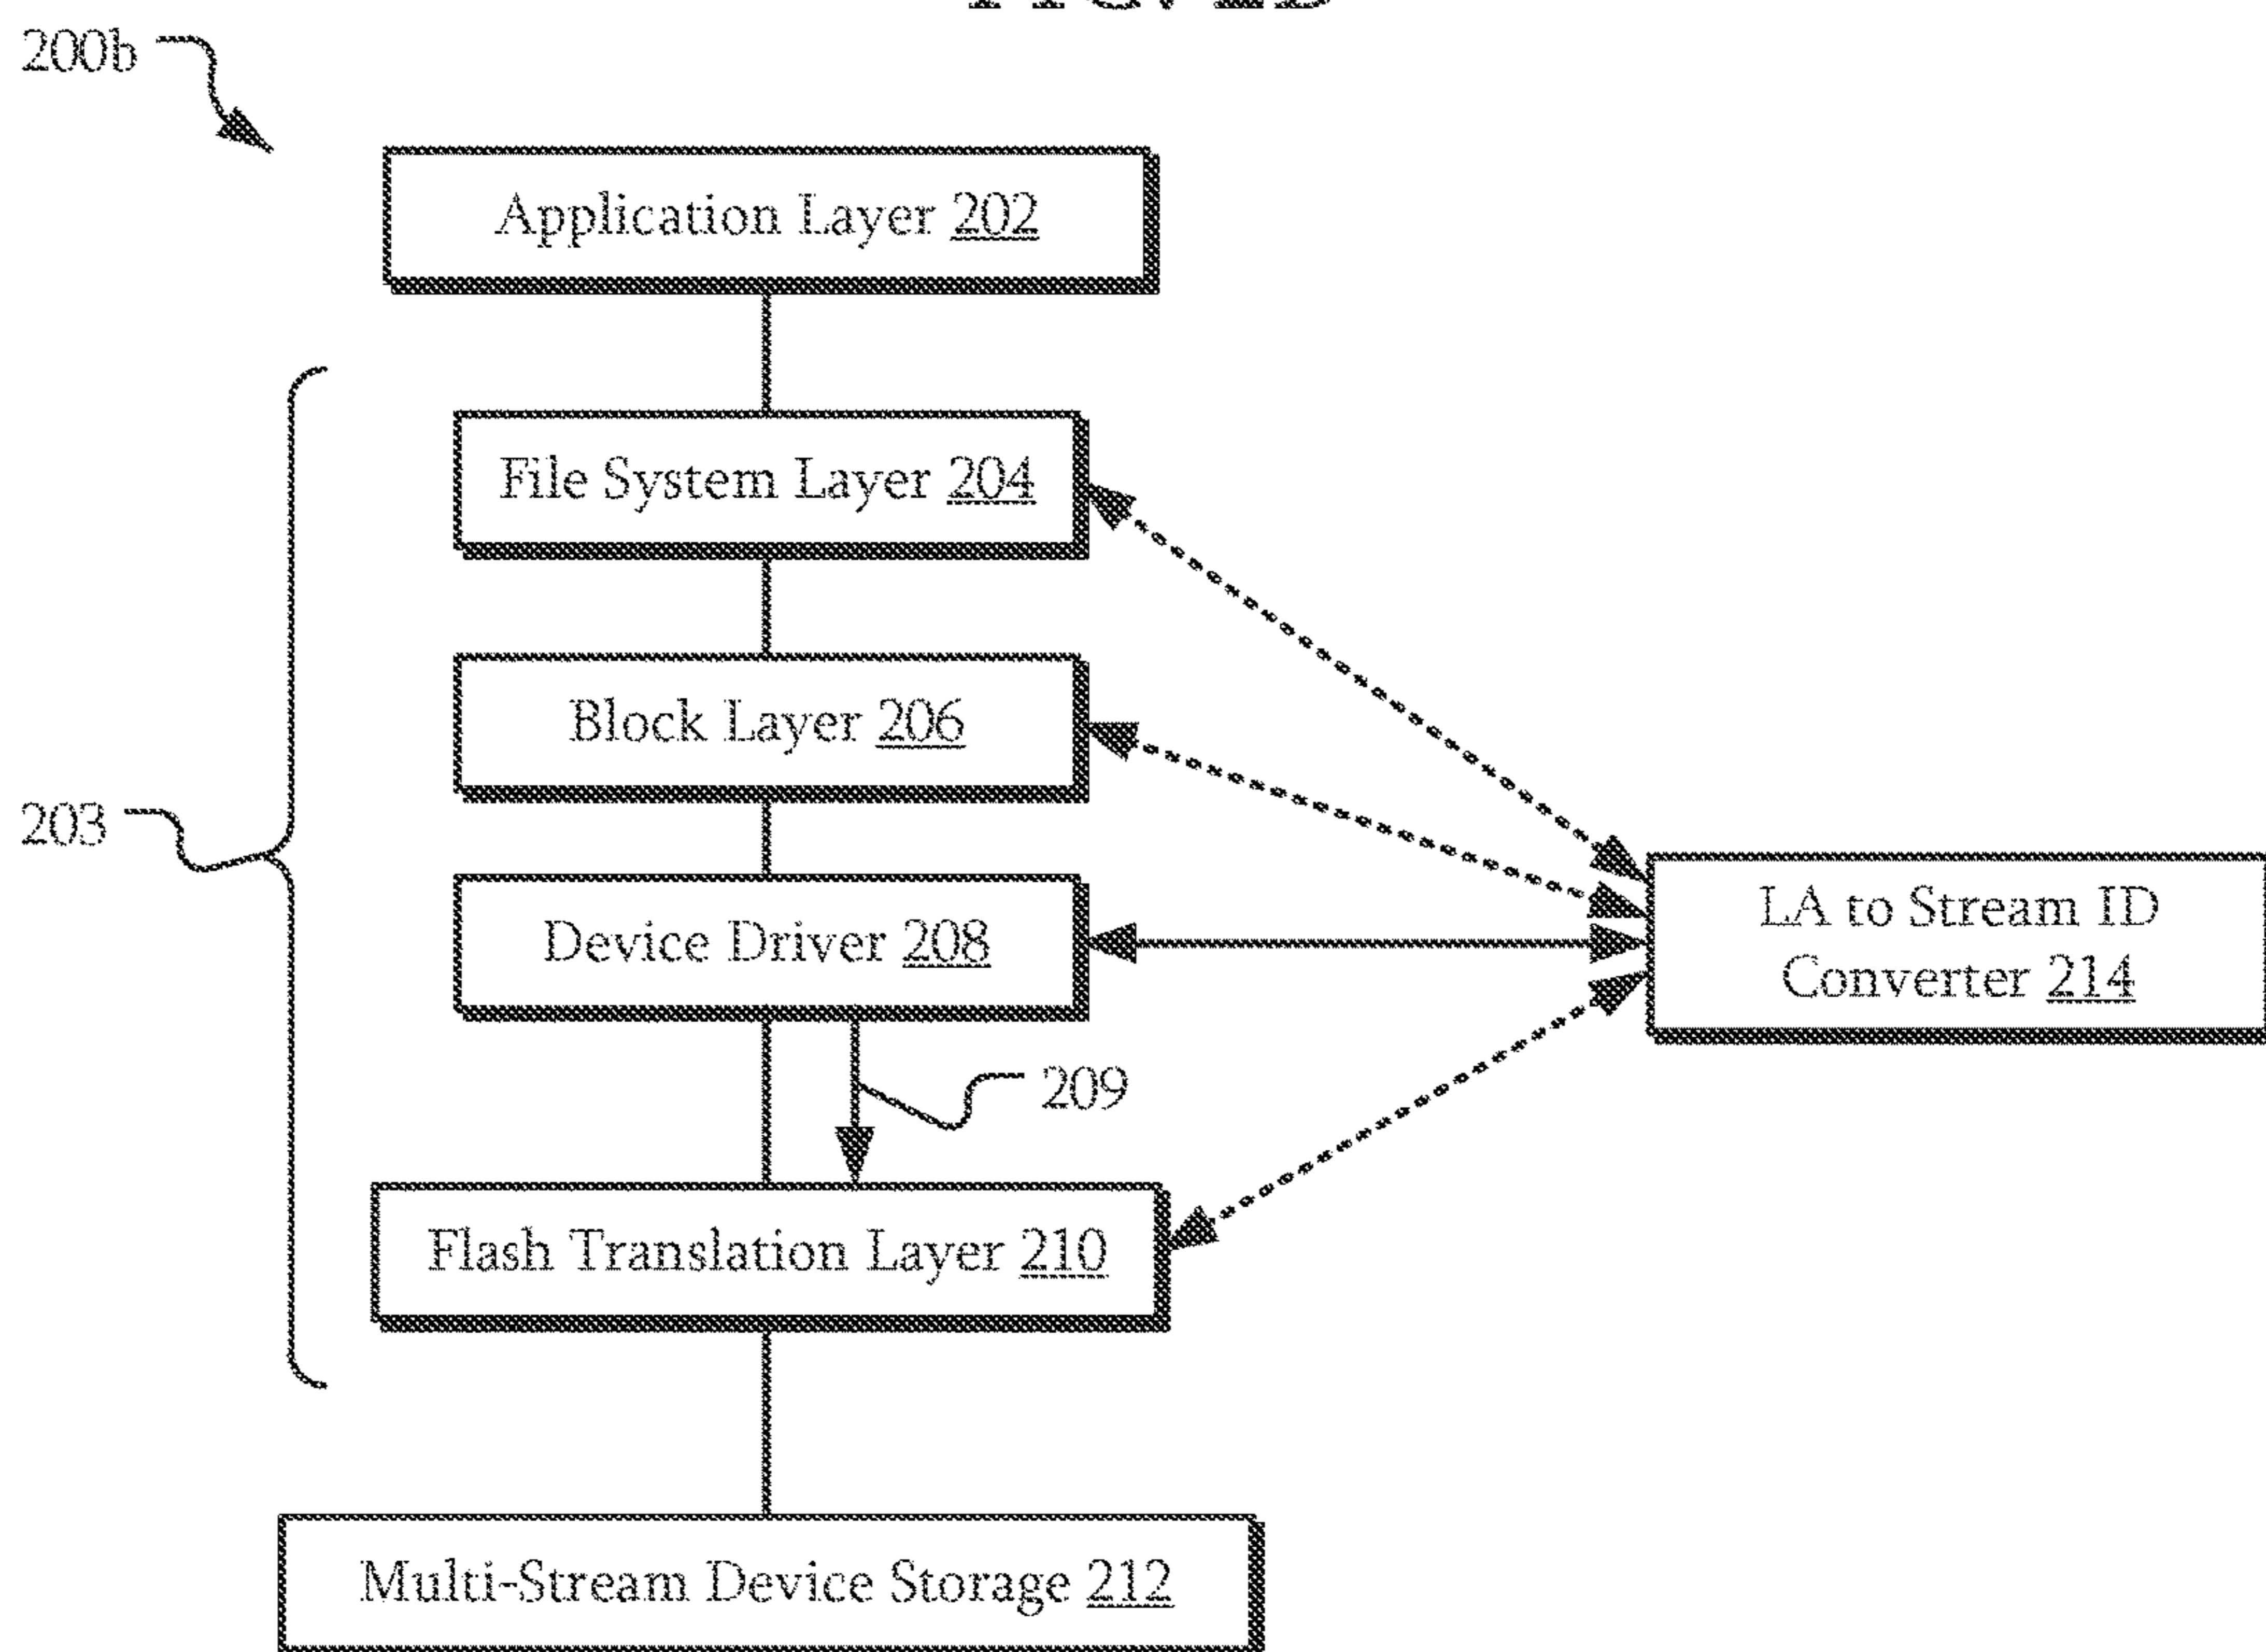 200b
Application Layer 202
File System Layer 204
Block Layer 206
203
LA to Stream ID
Converter 214
Device Driver 208
209
Flash Translation Layer 210
Multi-Stream Device Storage 212